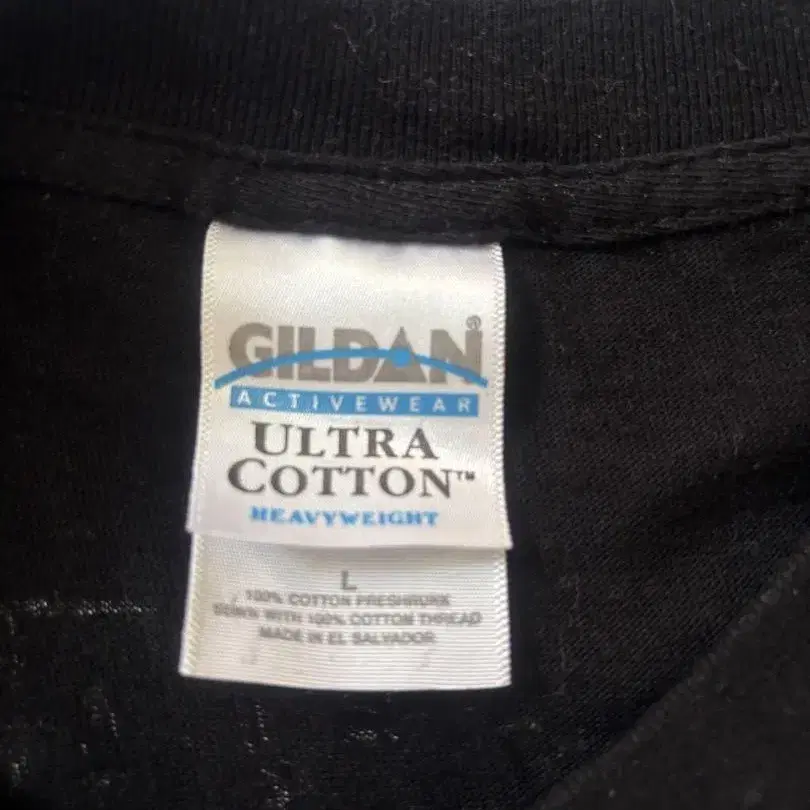 GILDAN®
ACTIVEWEAR
ULTRA
COTTON™
HEAVYWEIGHT
L
100% COTTON PRESHRUNK
SEWN WITH 100% COTTON THREAD
MADE IN EL SALVADOR